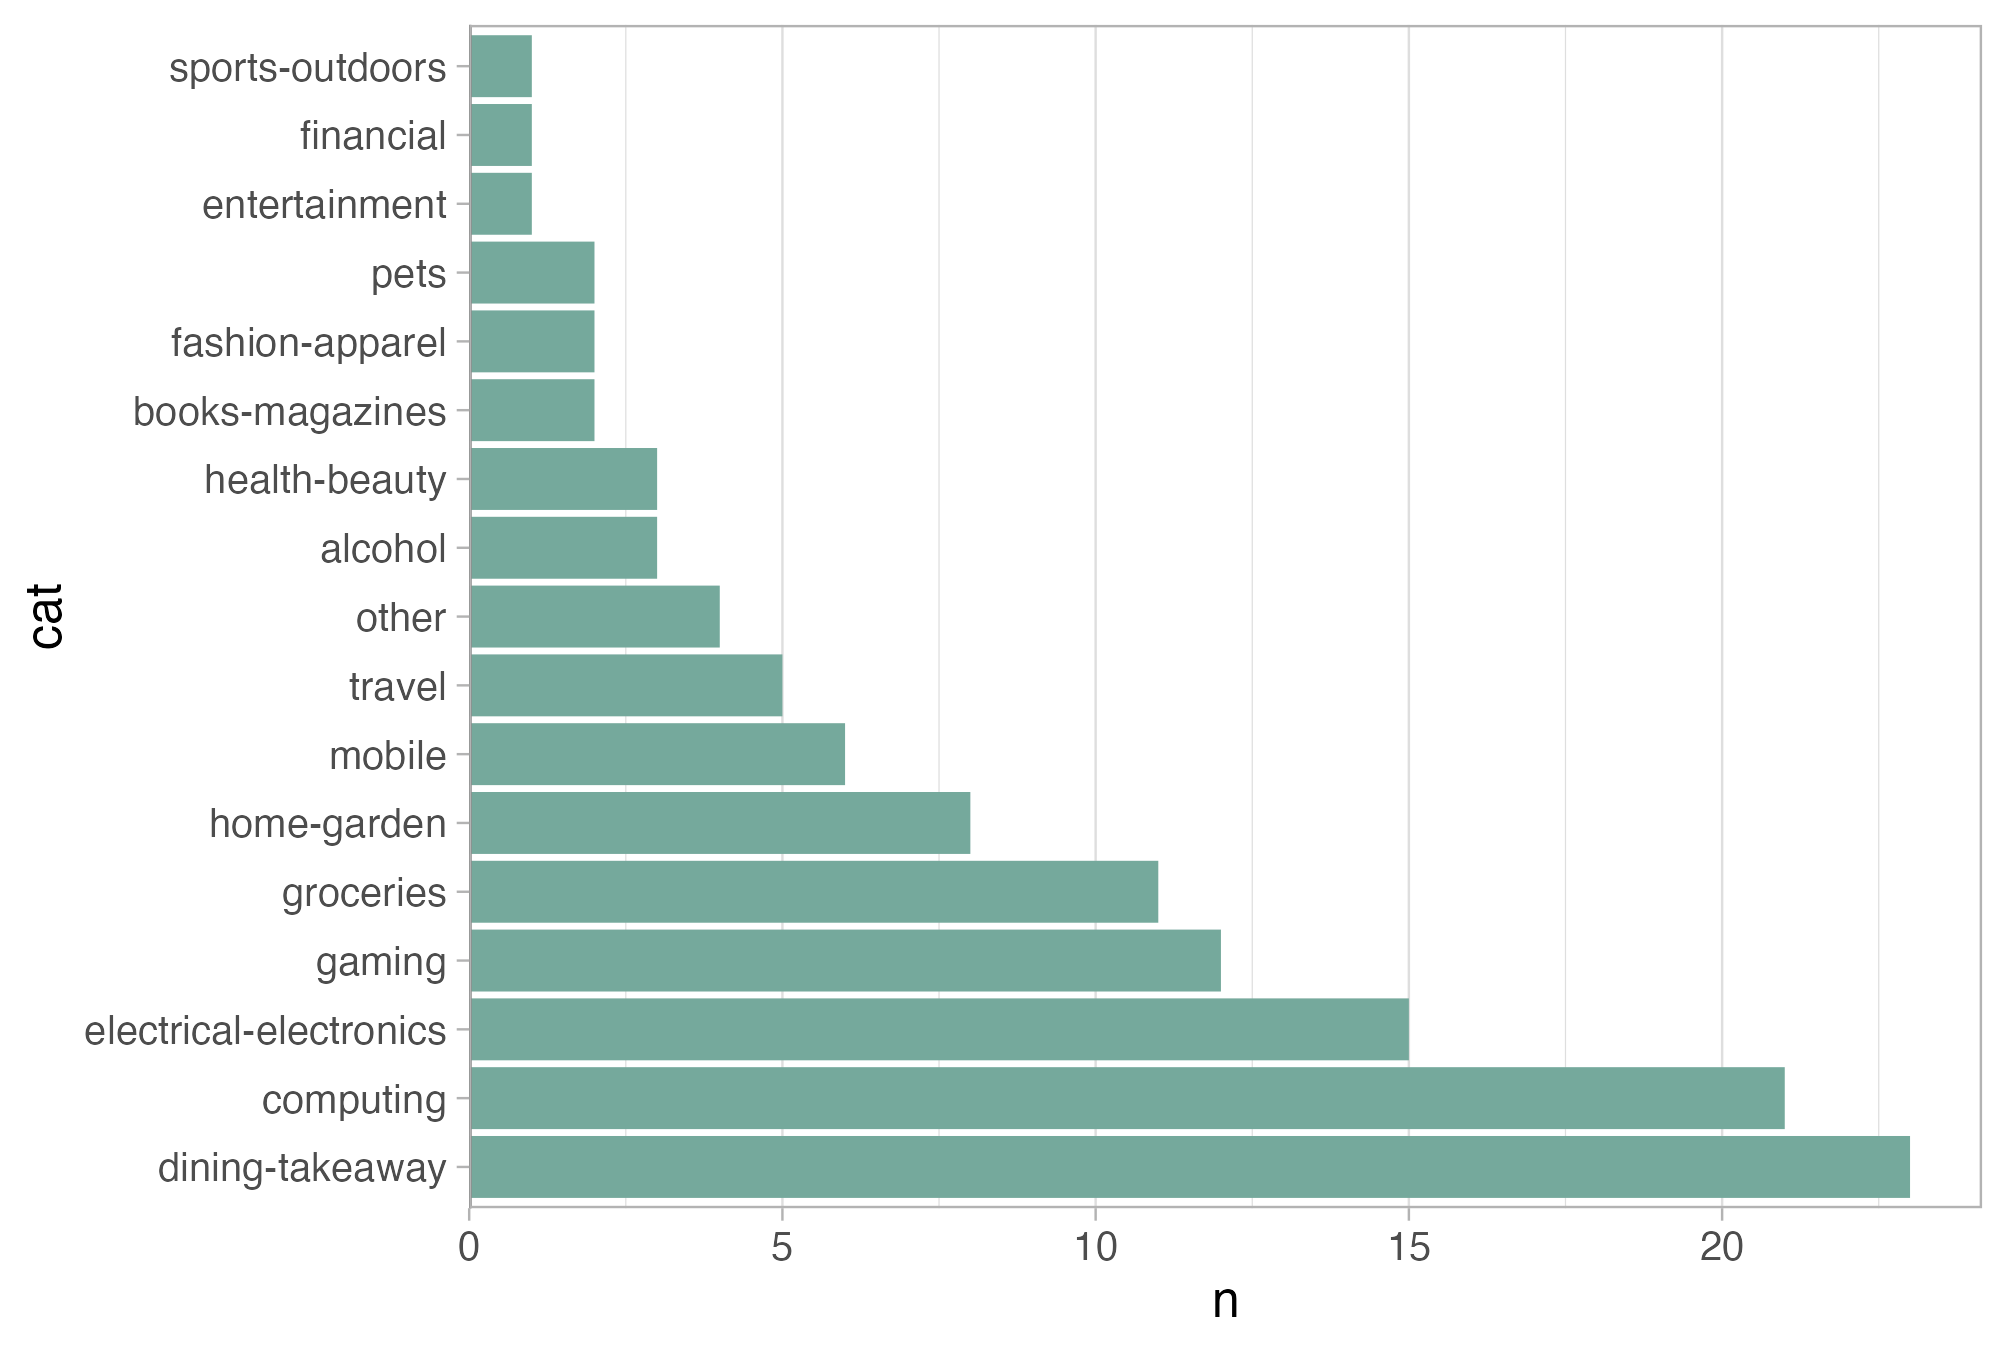 sports-outdoors
financial
entertainment
pets
fashion-apparel
books-magazines
health-beauty
alcohol
other
travel
mobile
home-garden
groceries
gaming
electrical-electronics
computing
dining-takeaway
cat
0 5 10 15 20
n